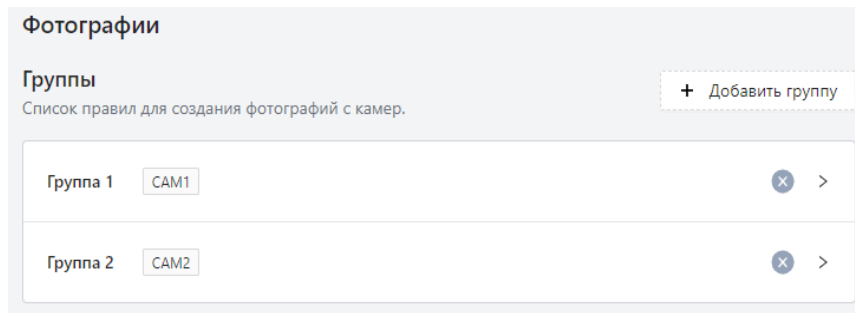 Фотографии
Группы
+ Добавить группу
Список правил для создания фотографий с камер.
Группа 1 CAM1
Группа 2 CAM2